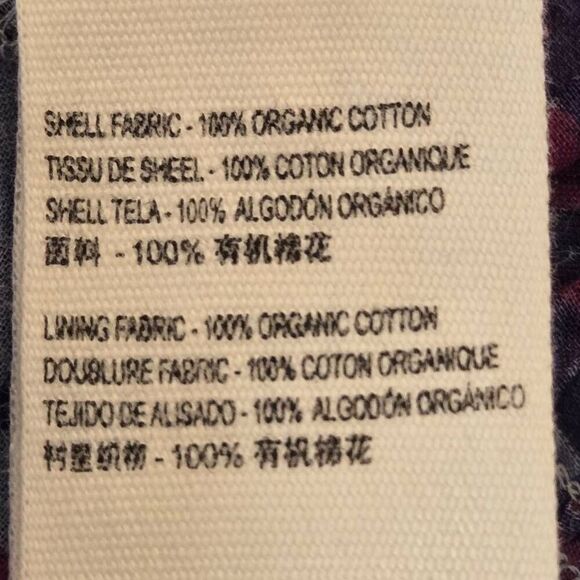 SHELL FABRIC - 100% ORGANIC COTTON
TISSU DE SHEEL - 100% COTON ORGANIQUE
SHELL TELA - 100% ALGODÓN ORGÁNICO
面料 - 100% 有机棉花
LINING FABRIC - 100% ORGANIC COTTON
DOUBLURE FABRIC - 100% COTON ORGANIQUE
TEJIDO DE ALISADO - 100% ALGODÓN ORGÁNICO
衬里织物 - 100% 有机棉花